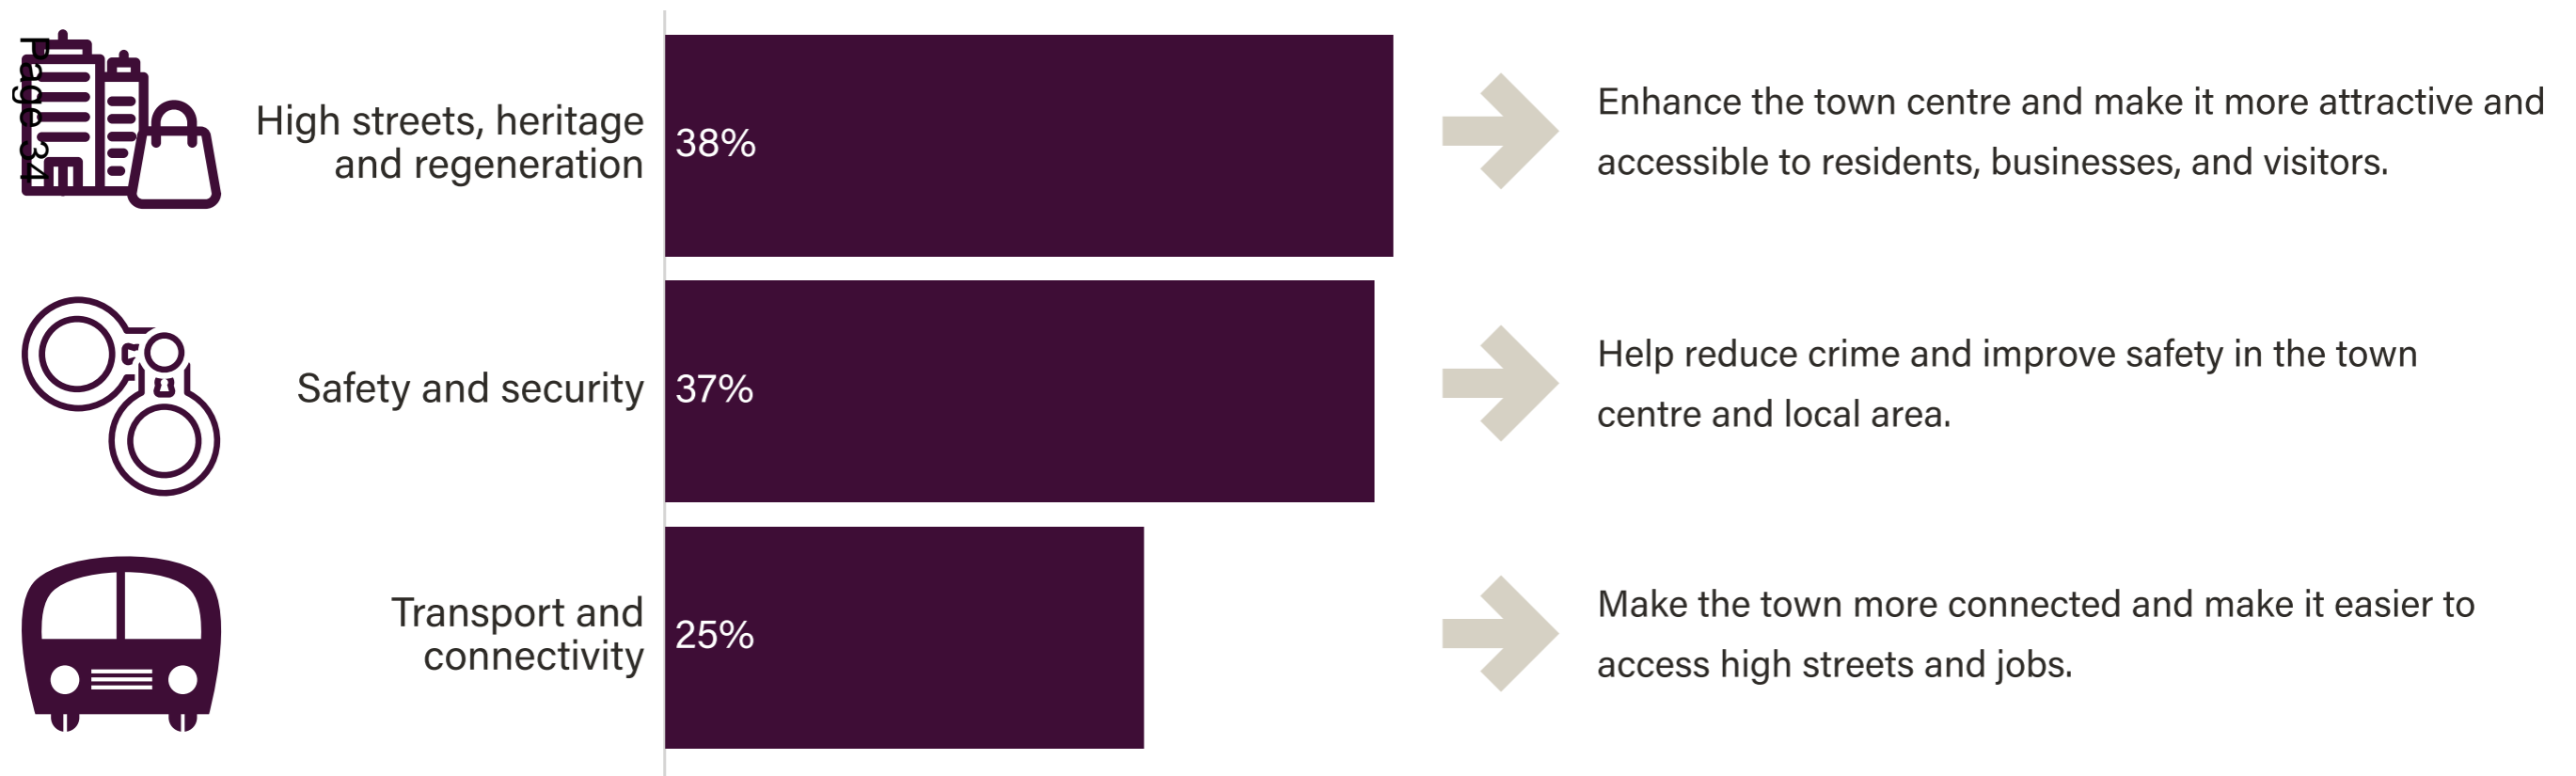 Page 34
High streets, heritage
and regeneration
38%
Enhance the town centre and make it more attractive and
accessible to residents, businesses, and visitors.
Safety and security
37%
Help reduce crime and improve safety in the town
centre and local area.
Transport and
connectivity
25%
Make the town more connected and make it easier to
access high streets and jobs.